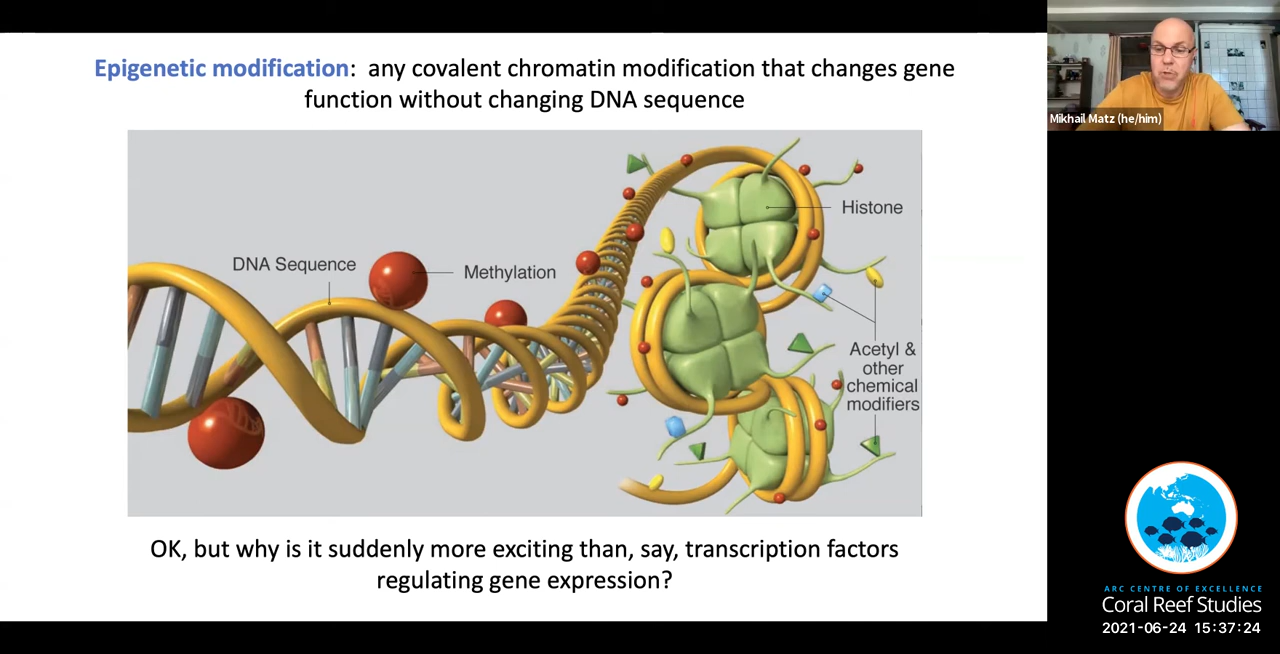 Epigenetic modification: any covalent chromatin modification that changes gene
function without changing DNA sequence
Mikhail Matz (he/him)
Histone
DNA Sequence
Methylation
Acetyl &
other
chemical
modifiers
OK, but why is it suddenly more exciting than, say, transcription factors
regulating gene expression?
ARC CENTRE OF EXCELLENCE
Coral Reef Studies
2021-06-24 15:37:24